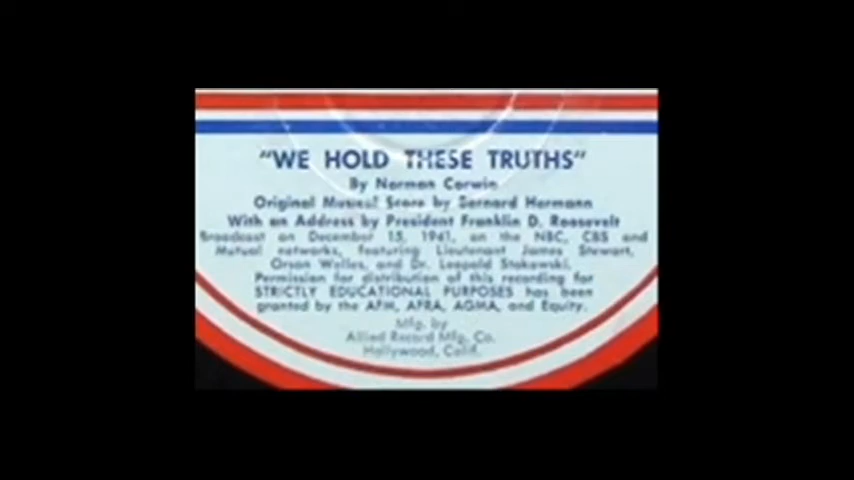 "WE HOLD THESE TRUTHS"
By Norman Corwin
Original Musical Score by Bernard Hermann
With an Address by President Franklin D. Roosevelt
Broadcast on December 15, 1941, on the NBC, CBS and
Mutual networks, featuring Lieutenant James Stewart,
Orson Welles, and Dr. Leopold Stokowski.
Permission for distribution of this recording for
STRICTLY EDUCATIONAL PURPOSES has been
granted by the AFM, AFRA, AGMA, and Equity.
Mfg. by
Allied Record Mfg. Co.
Hollywood, Calif.